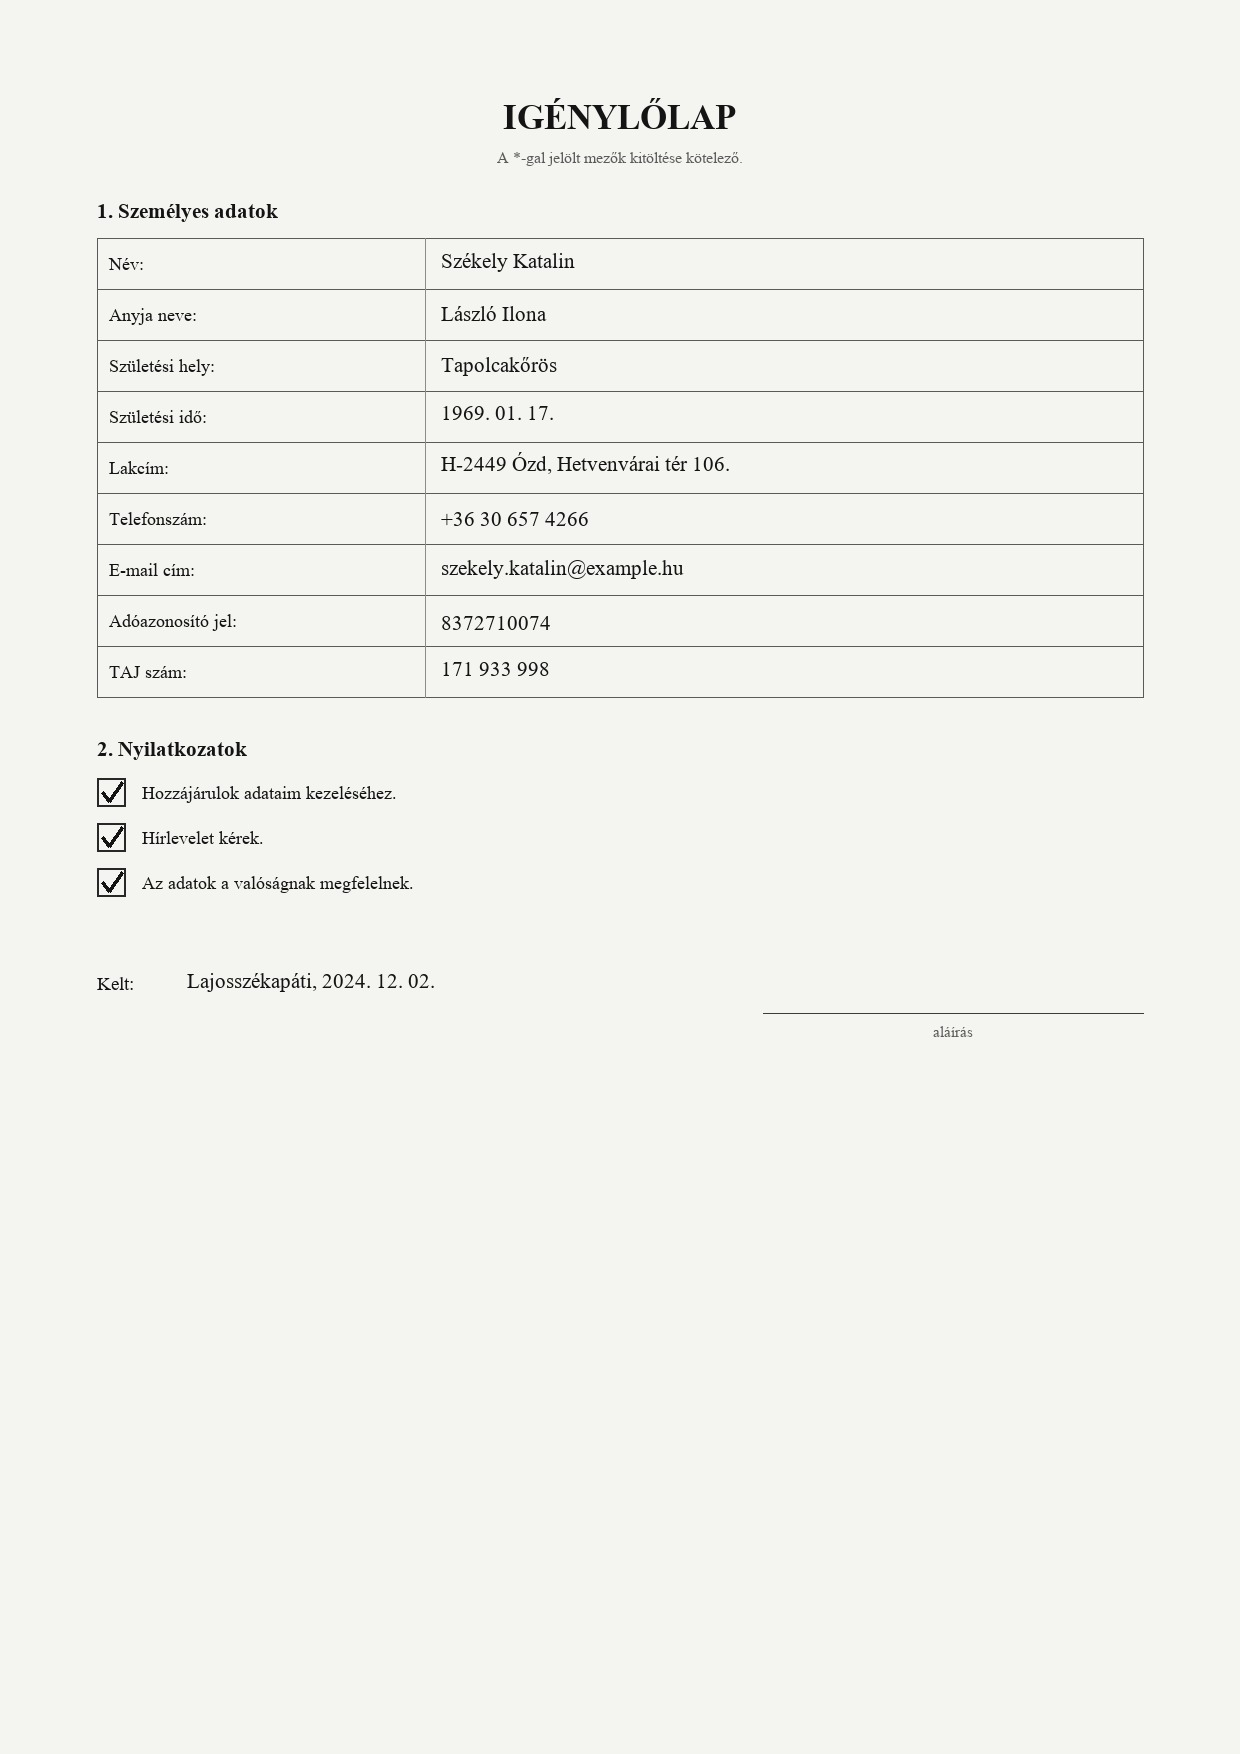 IGÉNYLŐLAP
A *-gal jelölt mezők kitöltése kötelező.
1. Személyes adatok
Név: Székely Katalin
Anyja neve: László Ilona
Születési hely: Tapolcakőrös
Születési idő: 1969. 01. 17.
Lakcím: H-2449 Ózd, Hetvenvárai tér 106.
Telefonszám: +36 30 657 4266
E-mail cím: szekely.katalin@example.hu
Adóazonosító jel: 8372710074
TAJ szám: 171 933 998
2. Nyilatkozatok
Hozzájárulok adataim kezeléséhez.
Hírlevelet kérek.
Az adatok a valóságnak megfelelnek.
Kelt: Lajosszékapáti, 2024. 12. 02.
aláírás